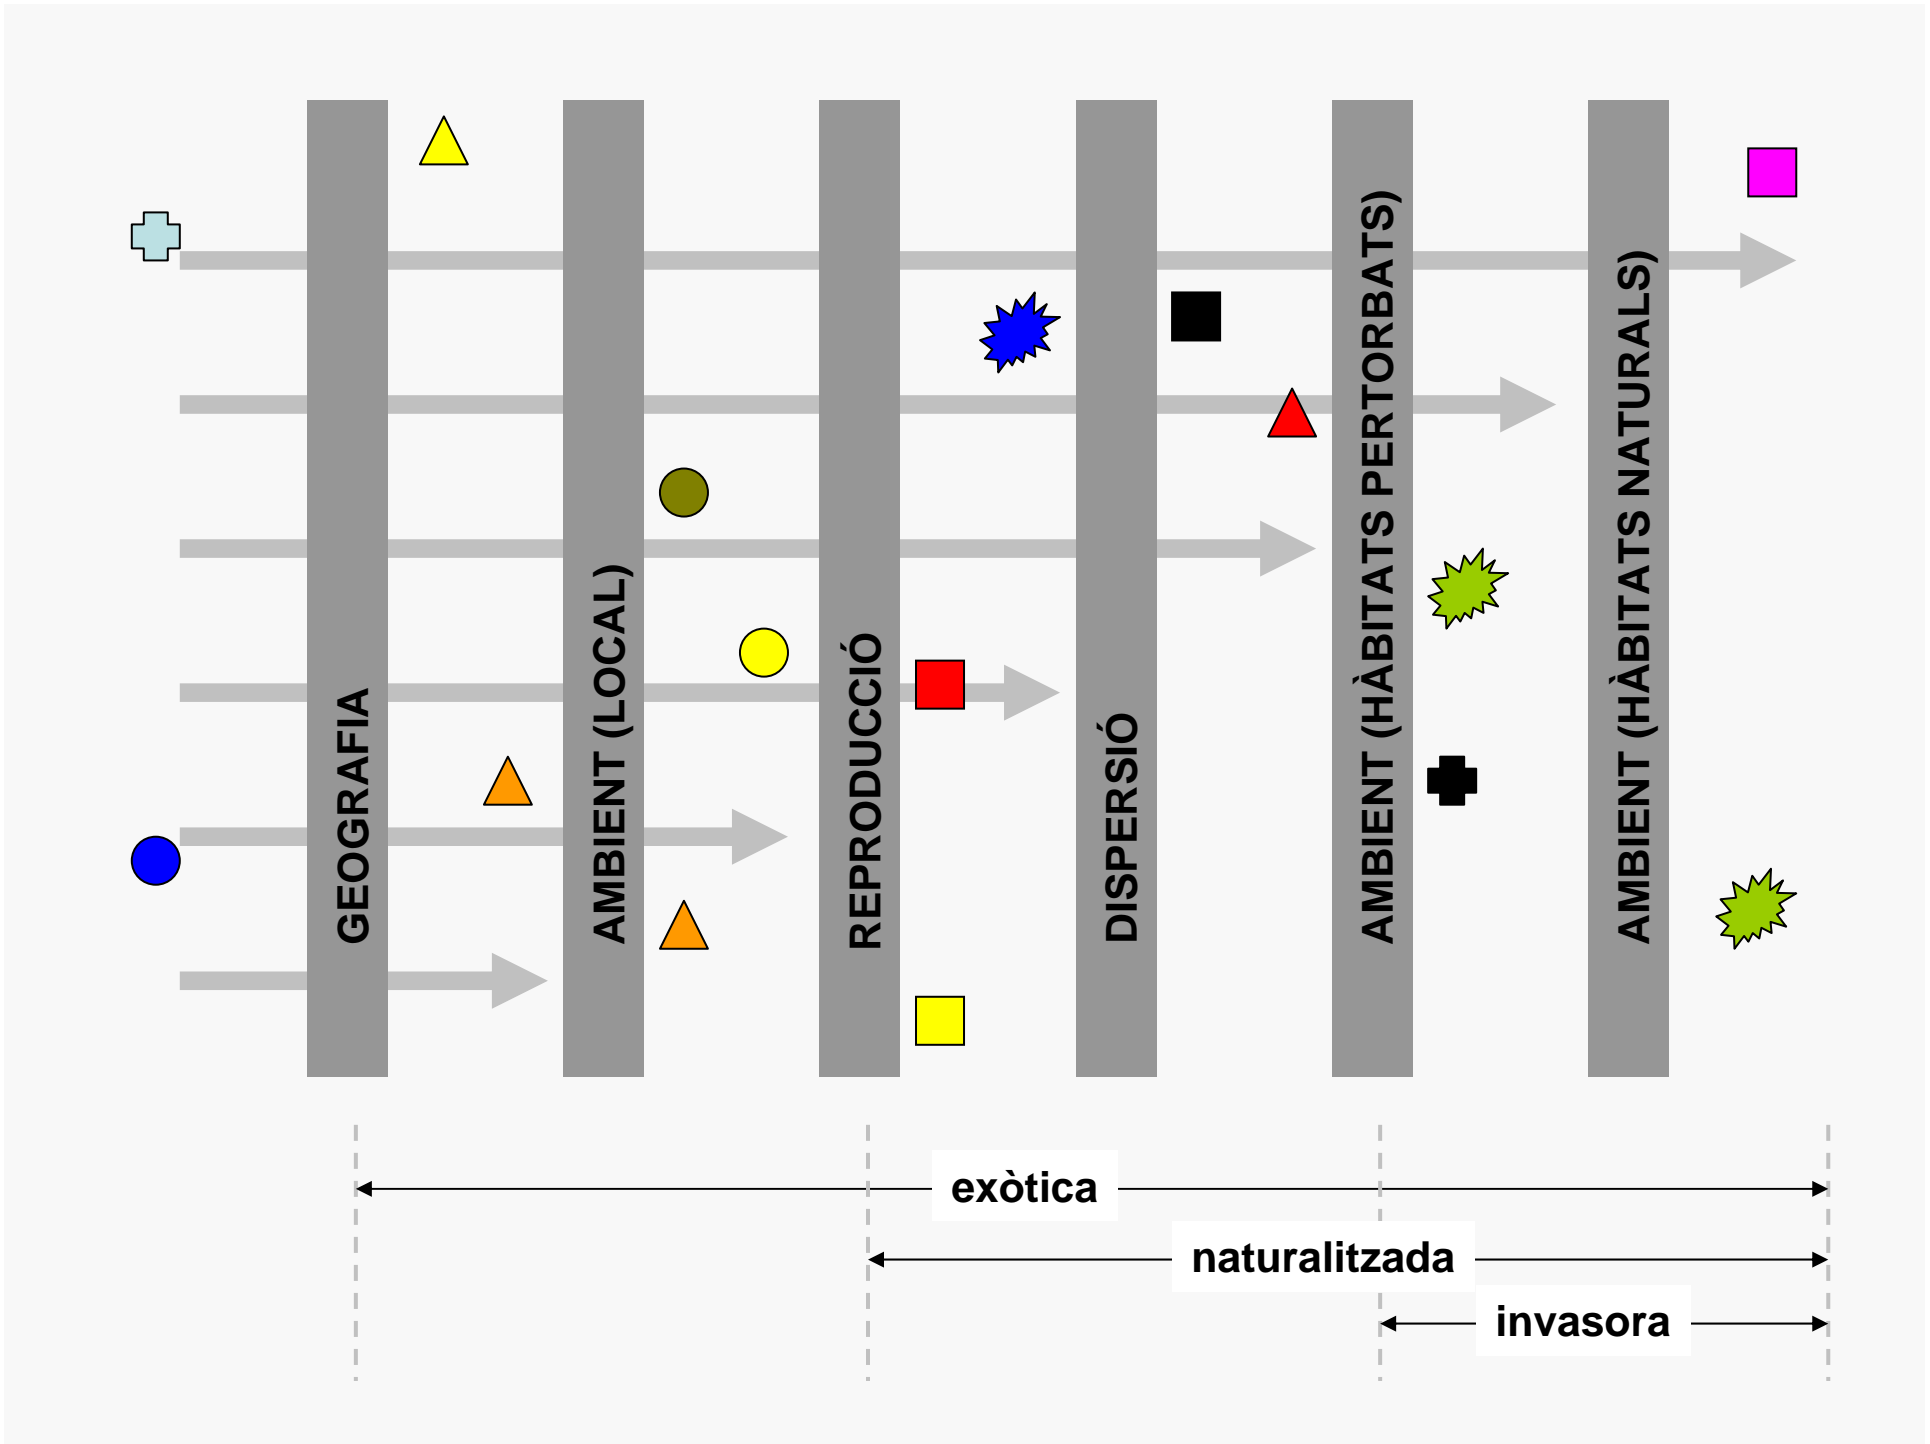 GEOGRAFIA
AMBIENT (LOCAL)
REPRODUCCIÓ
DISPERSIÓ
AMBIENT (HÀBITATS PERTORBATS)
AMBIENT (HÀBITATS NATURALS)
exòtica
naturalitzada
invasora